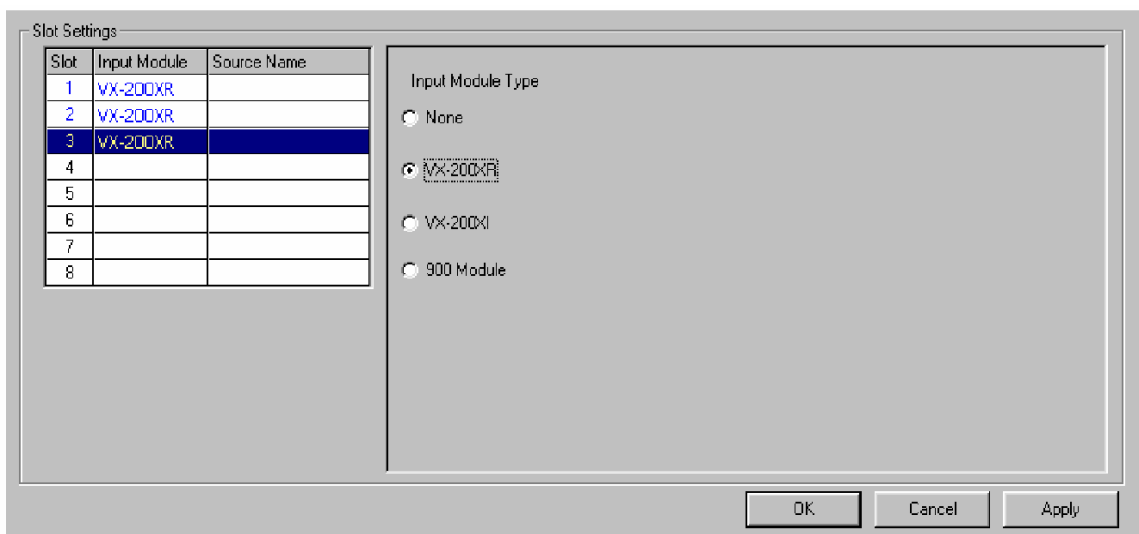 Slot Settings
Slot Input Module Source Name
1 VX-200XR
2 VX-200XR
3 VX-200XR
4
5
6
7
8
Input Module Type
None
VX-200XR
VX-200XI
900 Module
OK Cancel Apply